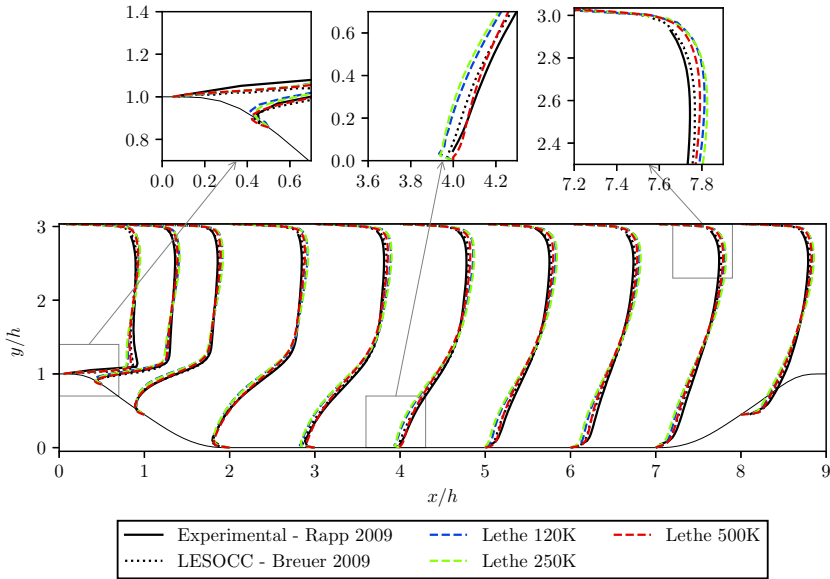 1.4
1.2
1.0
0.8
0.0 0.2 0.4 0.6
0.6
0.4
0.2
0.0
3.6 3.8 4.0 4.2
3.0
2.8
2.6
2.4
7.2 7.4 7.6 7.8
3
2
1
0
y/h
0 1 2 3 4 5 6 7 8 9
x/h
Experimental - Rapp 2009
LESOCC - Breuer 2009
Lethe 120K
Lethe 250K
Lethe 500K